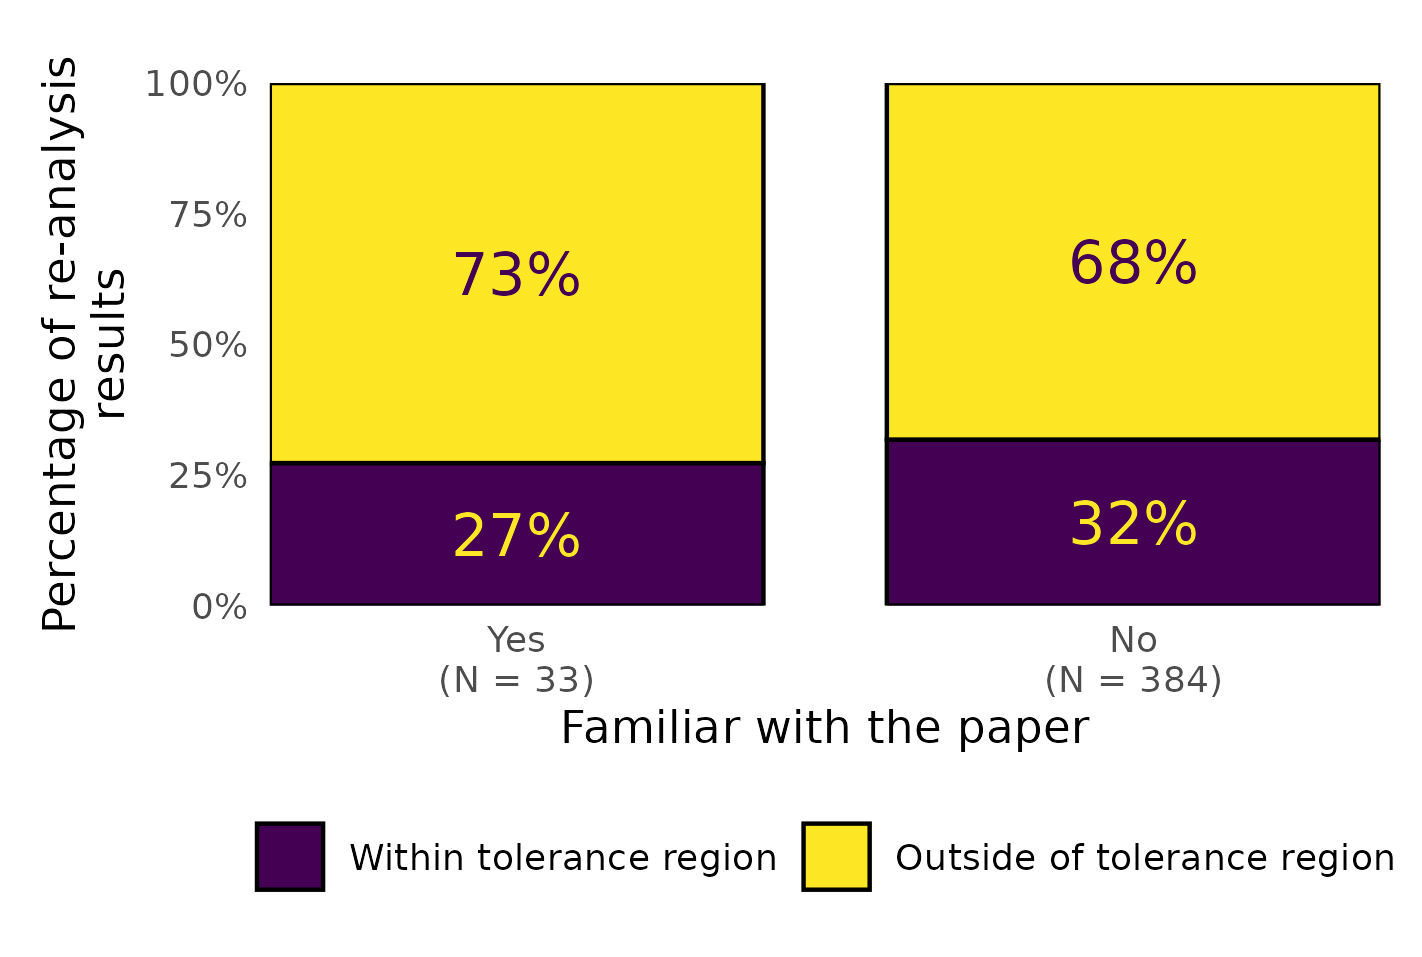 Percentage of re-analysis
results
100%
75%
50%
25%
0%
73%
27%
68%
32%
Yes
(N = 33)
No
(N = 384)
Familiar with the paper
Within tolerance region
Outside of tolerance region